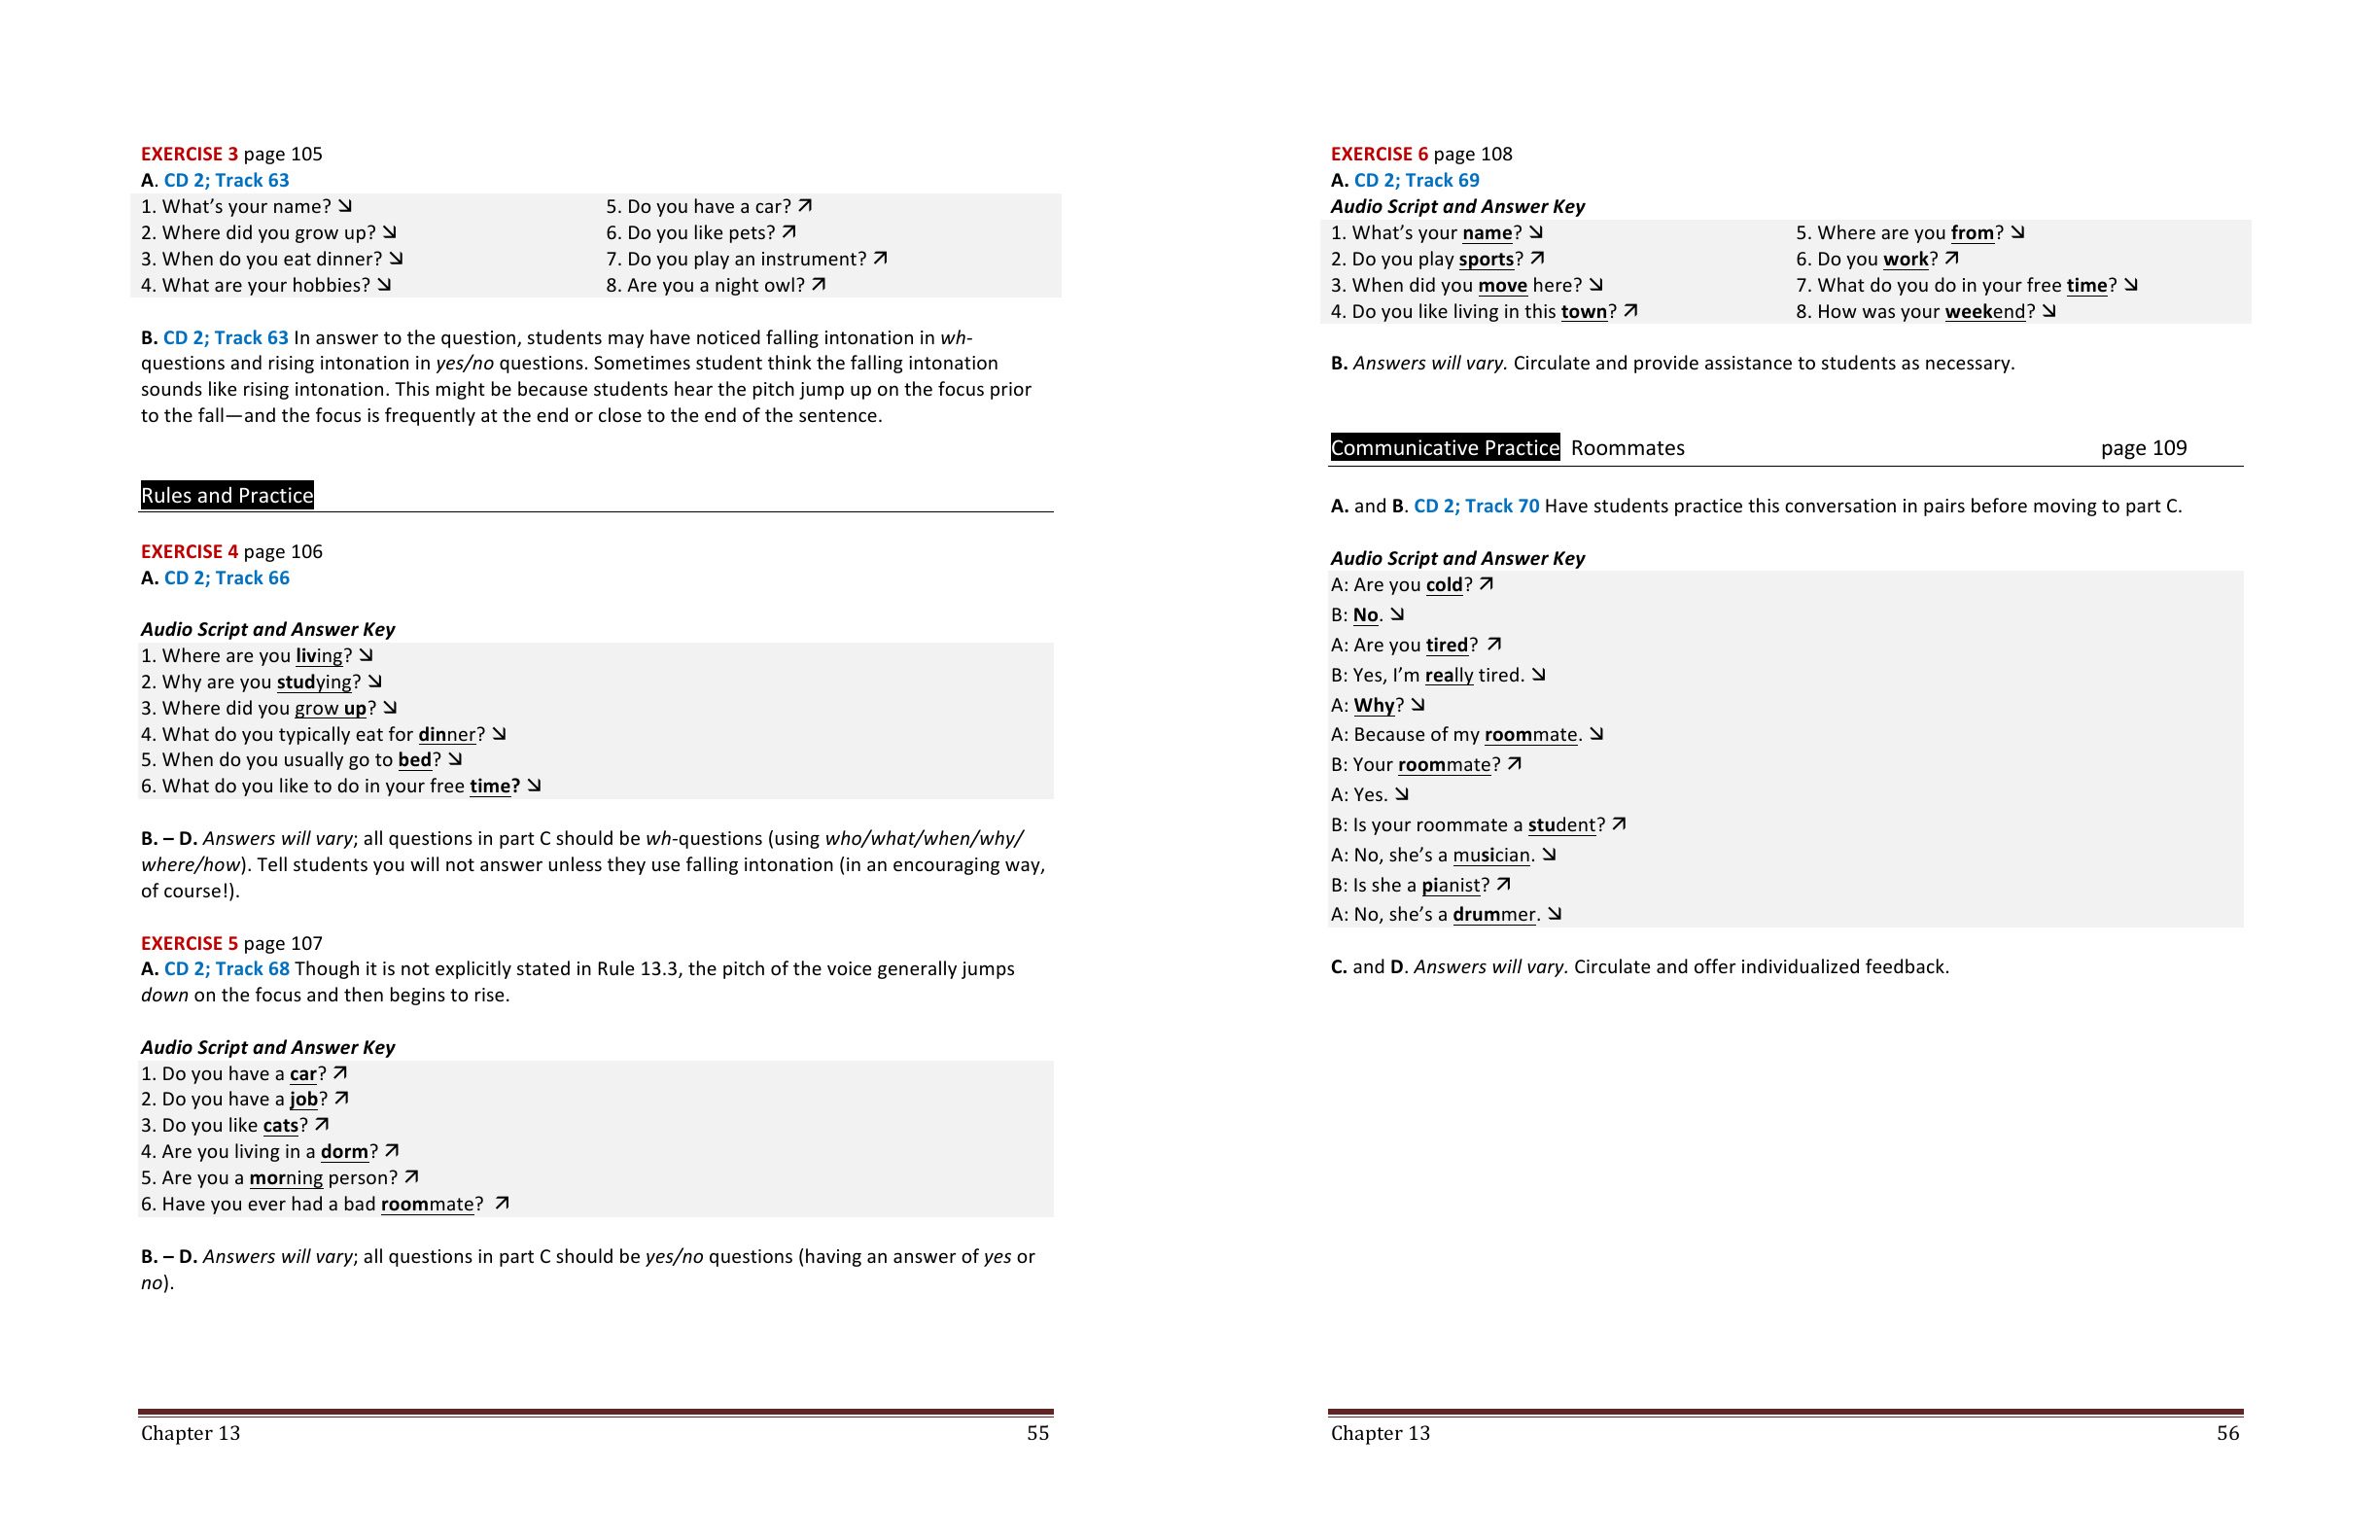 EXERCISE 3 page 105
A. CD 2; Track 63
1. What’s your name? ↘
2. Where did you grow up? ↘
3. When do you eat dinner? ↘
4. What are your hobbies? ↘
5. Do you have a car? ↗
6. Do you like pets? ↗
7. Do you play an instrument? ↗
8. Are you a night owl? ↗
B. CD 2; Track 63 In answer to the question, students may have noticed falling intonation in wh-
questions and rising intonation in yes/no questions. Sometimes student think the falling intonation
sounds like rising intonation. This might be because students hear the pitch jump up on the focus prior
to the fall—and the focus is frequently at the end or close to the end of the sentence.
Rules and Practice
EXERCISE 4 page 106
A. CD 2; Track 66
Audio Script and Answer Key
1. Where are you living? ↘
2. Why are you studying? ↘
3. Where did you grow up? ↘
4. What do you typically eat for dinner? ↘
5. When do you usually go to bed? ↘
6. What do you like to do in your free time? ↘
B. – D. Answers will vary; all questions in part C should be wh-questions (using who/what/when/why/
where/how). Tell students you will not answer unless they use falling intonation (in an encouraging way,
of course!).
EXERCISE 5 page 107
A. CD 2; Track 68 Though it is not explicitly stated in Rule 13.3, the pitch of the voice generally jumps
down on the focus and then begins to rise.
Audio Script and Answer Key
1. Do you have a car? ↗
2. Do you have a job? ↗
3. Do you like cats? ↗
4. Are you living in a dorm? ↗
5. Are you a morning person? ↗
6. Have you ever had a bad roommate? ↗
B. – D. Answers will vary; all questions in part C should be yes/no questions (having an answer of yes or
no).
Chapter 13 55
EXERCISE 6 page 108
A. CD 2; Track 69
Audio Script and Answer Key
1. What’s your name? ↘
2. Do you play sports? ↗
3. When did you move here? ↘
4. Do you like living in this town? ↗
5. Where are you from? ↘
6. Do you work? ↗
7. What do you do in your free time? ↘
8. How was your weekend? ↘
B. Answers will vary. Circulate and provide assistance to students as necessary.
Communicative Practice Roommates page 109
A. and B. CD 2; Track 70 Have students practice this conversation in pairs before moving to part C.
Audio Script and Answer Key
A: Are you cold? ↗
B: No. ↘
A: Are you tired? ↗
B: Yes, I’m really tired. ↘
A: Why? ↘
A: Because of my roommate. ↘
B: Your roommate? ↗
A: Yes. ↘
B: Is your roommate a student? ↗
A: No, she’s a musician. ↘
B: Is she a pianist? ↗
A: No, she’s a drummer. ↘
C. and D. Answers will vary. Circulate and offer individualized feedback.
Chapter 13 56